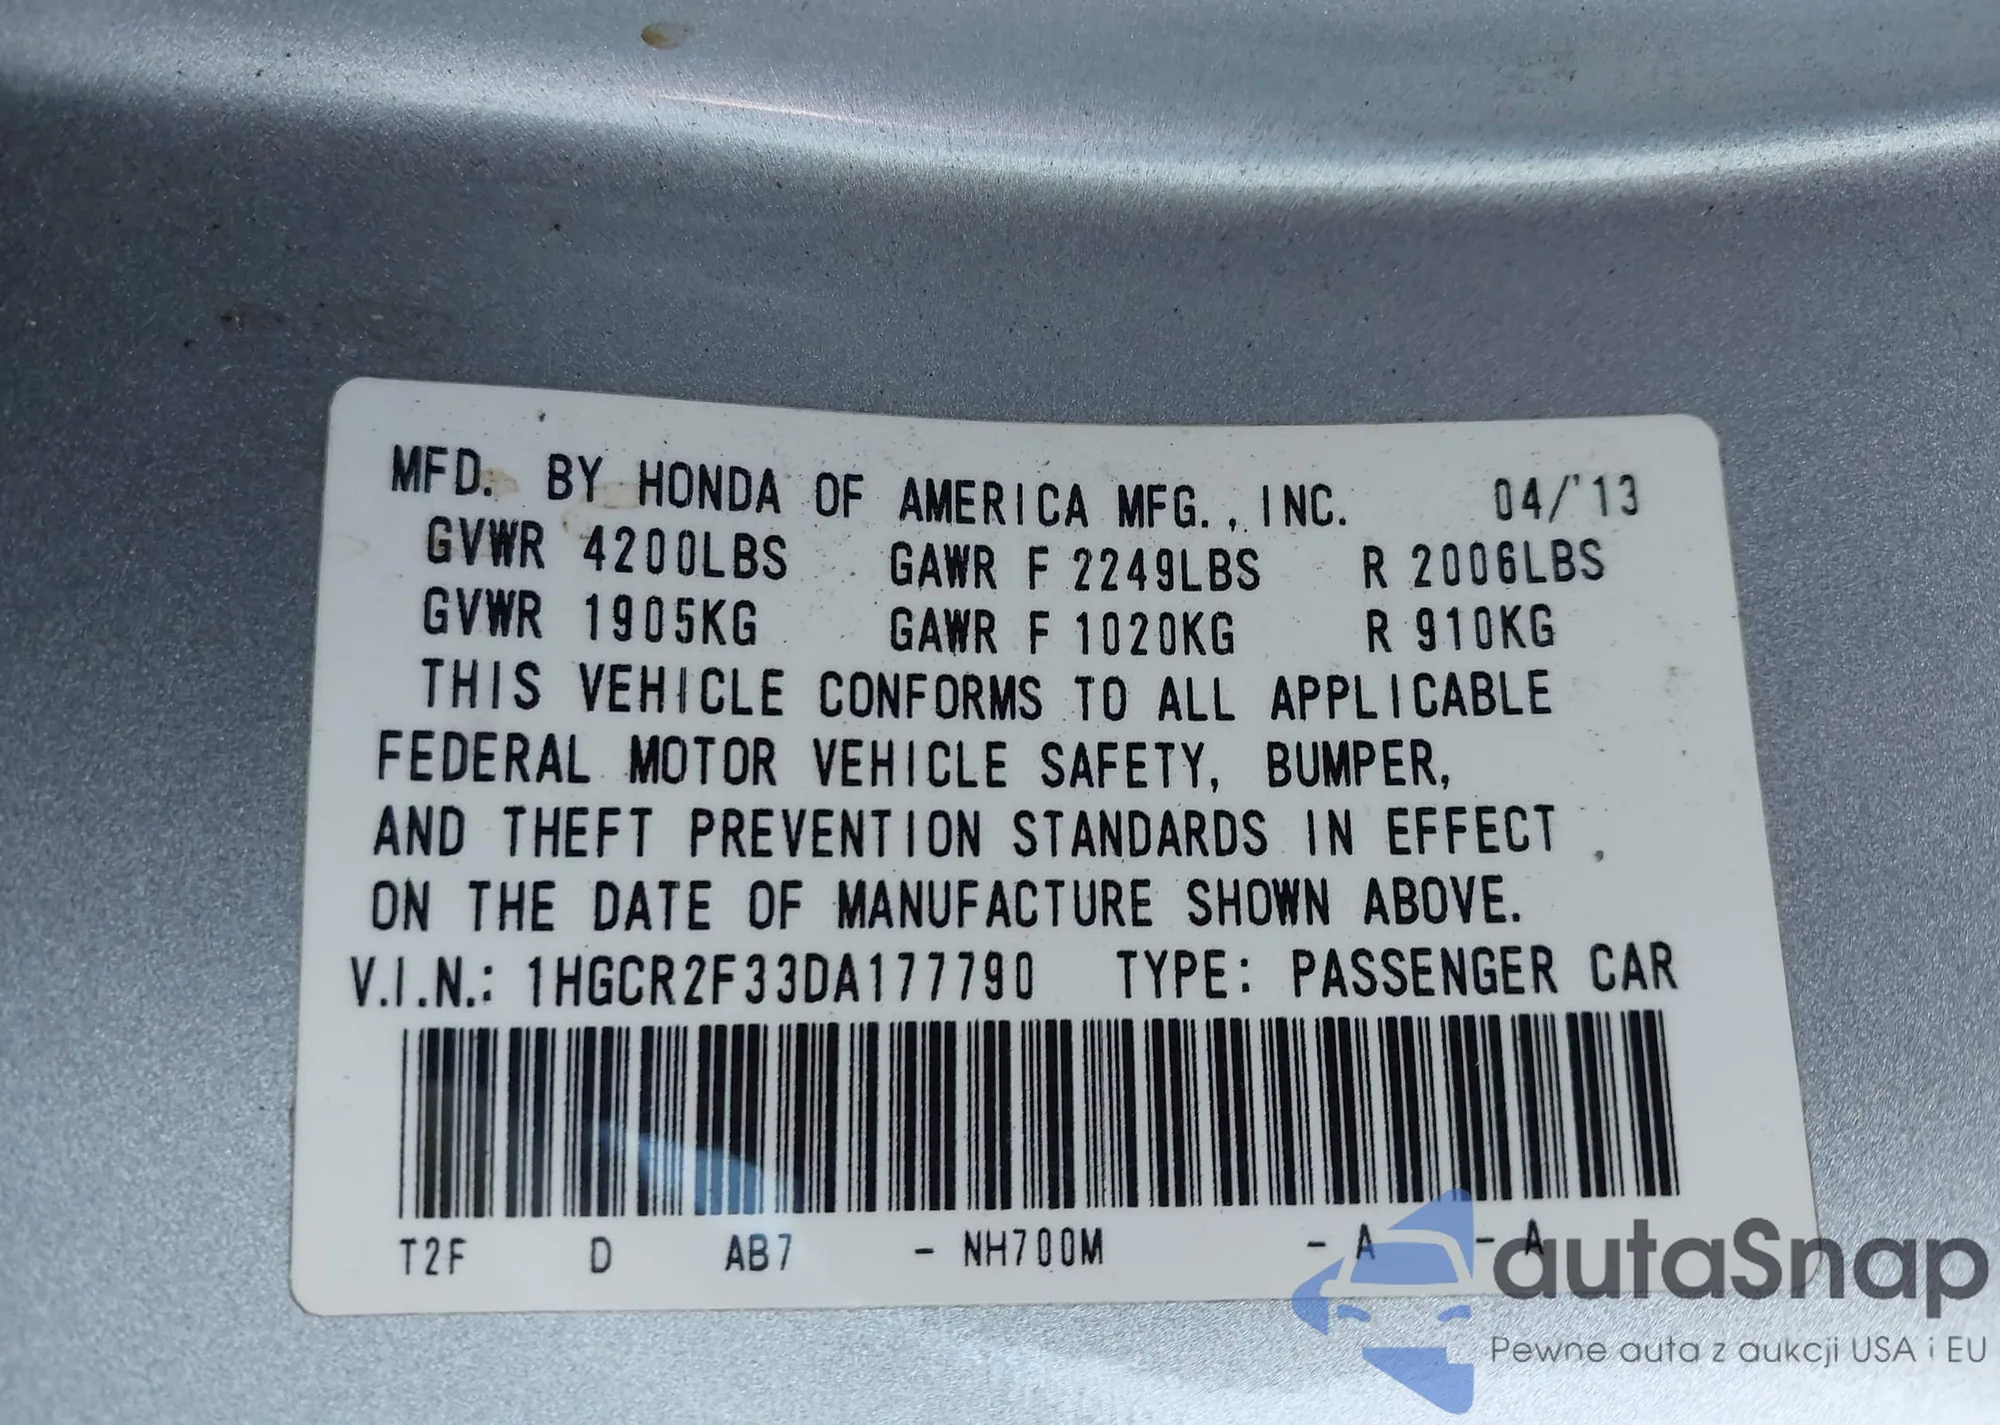 MFD. BY HONDA OF AMERICA MFG., INC. 04/'13
GVWR 4200LBS GAWR F 2249LBS R 2006LBS
GVWR 1905KG GAWR F 1020KG R 910KG
THIS VEHICLE CONFORMS TO ALL APPLICABLE
FEDERAL MOTOR VEHICLE SAFETY, BUMPER,
AND THEFT PREVENTION STANDARDS IN EFFECT
ON THE DATE OF MANUFACTURE SHOWN ABOVE.
V.I.N.: 1HGCR2F33DA177790 TYPE: PASSENGER CAR
T2F D AB7 - NH700M - A - A
autaSnap
Pewne auta z aukcji USA i EU